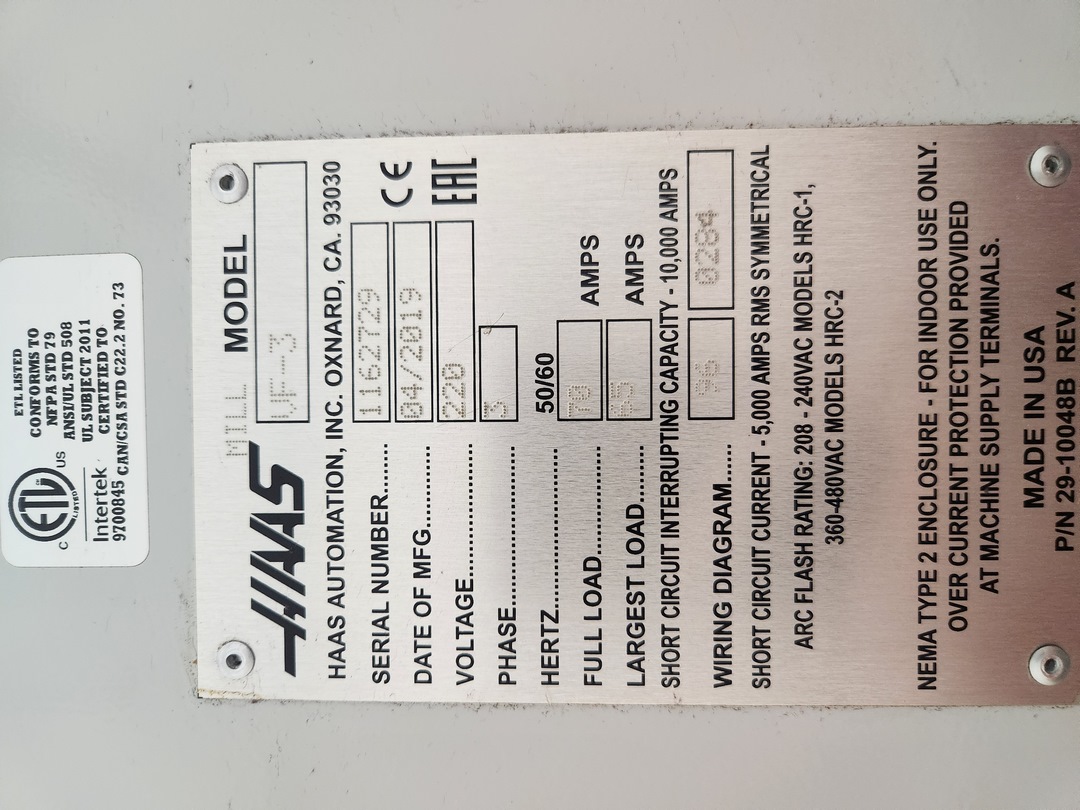 ETL LISTED
CONFORMS TO
NFPA STD 79
ANSI/UL STD 508
UL SUBJECT 2011
CERTIFIED TO
CAN/CSA STD C22.2 NO. 73
C ETL US
LISTED
Intertek
9700845
HAAS MILL MODEL
VF-3
HAAS AUTOMATION, INC. OXNARD, CA. 93030
SERIAL NUMBER...... 1162729
CE
DATE OF MFG............ 04/2019
VOLTAGE.................. 220
EAC
PHASE...................... 3
HERTZ...................... 50/60
FULL LOAD............... 70 AMPS
LARGEST LOAD........ AMPS
SHORT CIRCUIT INTERRUPTING CAPACITY - 10,000 AMPS
WIRING DIAGRAM...... 96 0284
SHORT CIRCUIT CURRENT - 5,000 AMPS RMS SYMMETRICAL
ARC FLASH RATING: 208 - 240VAC MODELS HRC-1,
360-480VAC MODELS HRC-2
NEMA TYPE 2 ENCLOSURE - FOR INDOOR USE ONLY.
OVER CURRENT PROTECTION PROVIDED
AT MACHINE SUPPLY TERMINALS.
MADE IN USA
P/N 29-10048B REV. A